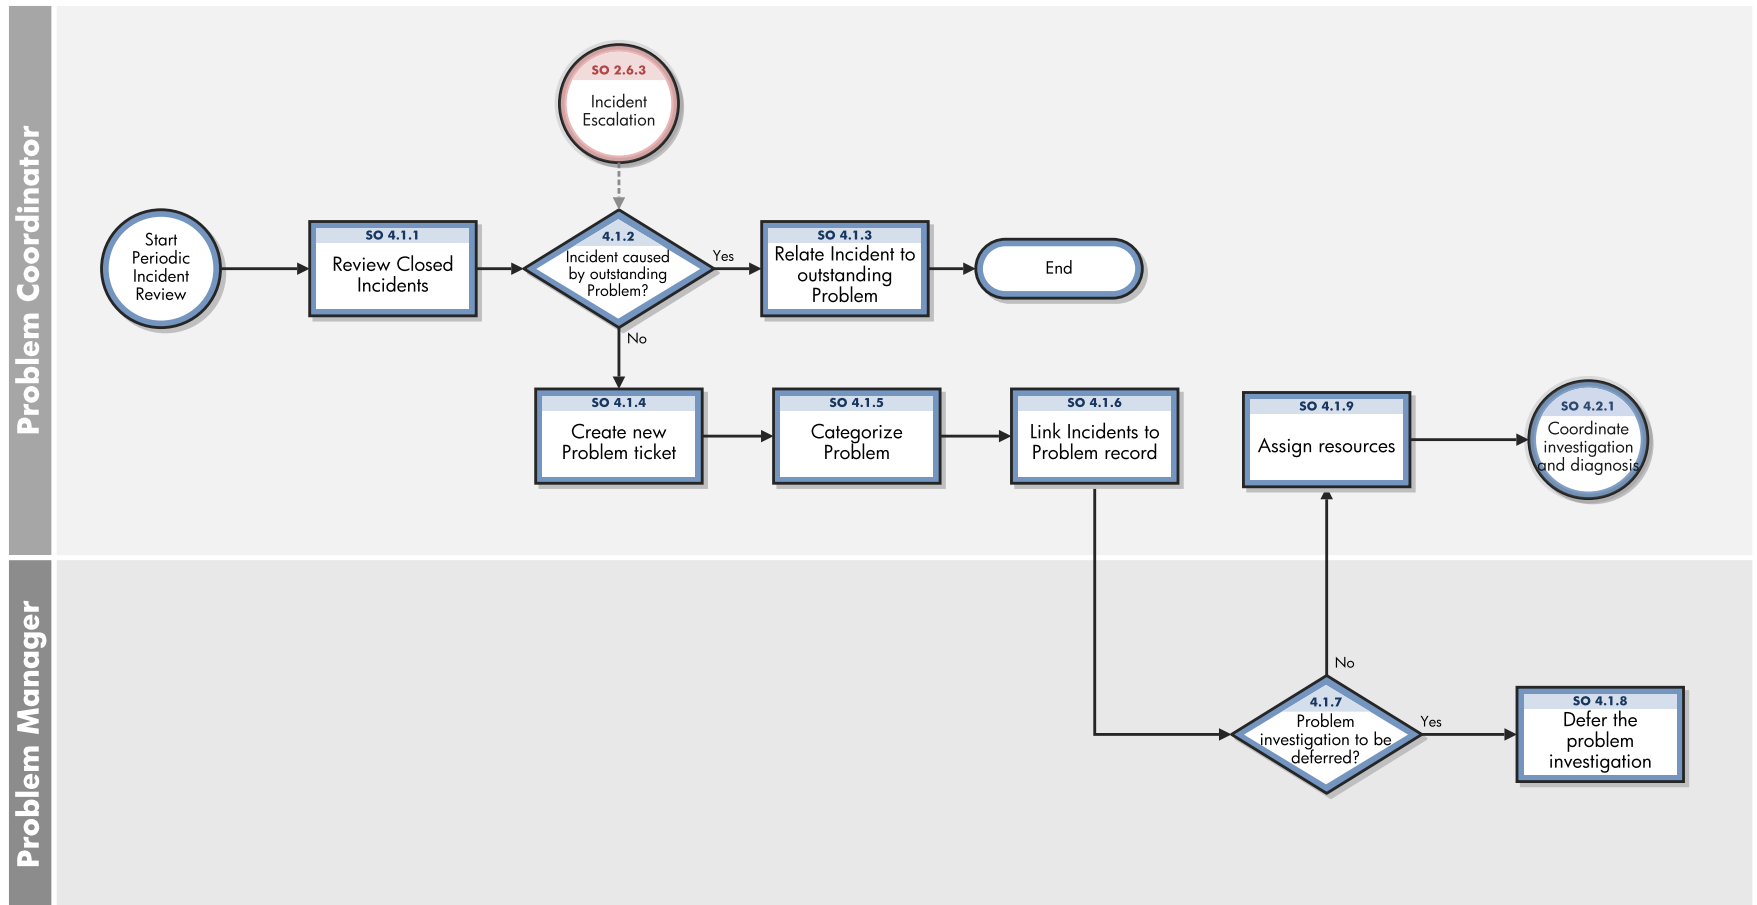 Problem Coordinator
SO 2.6.3
Incident
Escalation
Start
Periodic
Incident
Review
SO 4.1.1
Review Closed
Incidents
4.1.2
Incident caused
by outstanding
Problem?
Yes
SO 4.1.3
Relate Incident to
outstanding
Problem
End
No
SO 4.1.4
Create new
Problem ticket
SO 4.1.5
Categorize
Problem
SO 4.1.6
Link Incidents to
Problem record
SO 4.1.9
Assign resources
SO 4.2.1
Coordinate
investigation
and diagnosis
Problem Manager
No
4.1.7
Problem
investigation to be
deferred?
Yes
SO 4.1.8
Defer the
problem
investigation